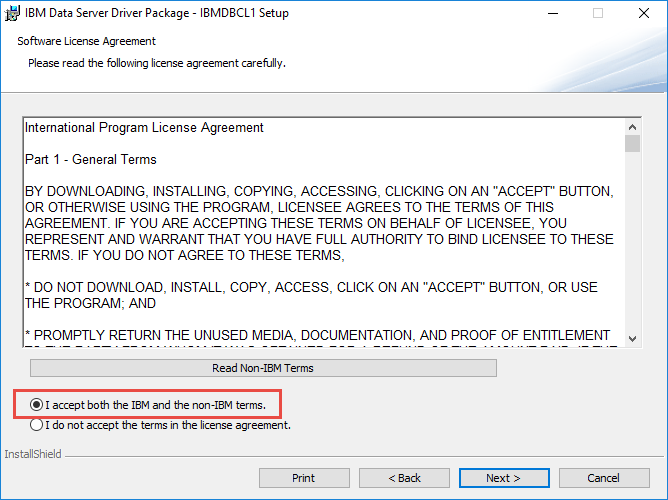 IBM Data Server Driver Package - IBMDBCL1 Setup
Software License Agreement
Please read the following license agreement carefully.
International Program License Agreement
Part 1 - General Terms
BY DOWNLOADING, INSTALLING, COPYING, ACCESSING, CLICKING ON AN "ACCEPT" BUTTON,
OR OTHERWISE USING THE PROGRAM, LICENSEE AGREES TO THE TERMS OF THIS
AGREEMENT. IF YOU ARE ACCEPTING THESE TERMS ON BEHALF OF LICENSEE, YOU
REPRESENT AND WARRANT THAT YOU HAVE FULL AUTHORITY TO BIND LICENSEE TO THESE
TERMS. IF YOU DO NOT AGREE TO THESE TERMS,
* DO NOT DOWNLOAD, INSTALL, COPY, ACCESS, CLICK ON AN "ACCEPT" BUTTON, OR USE
THE PROGRAM; AND
* PROMPTLY RETURN THE UNUSED MEDIA, DOCUMENTATION, AND PROOF OF ENTITLEMENT
Read Non-IBM Terms
I accept both the IBM and the non-IBM terms.
I do not accept the terms in the license agreement.
InstallShield
Print
< Back
Next >
Cancel